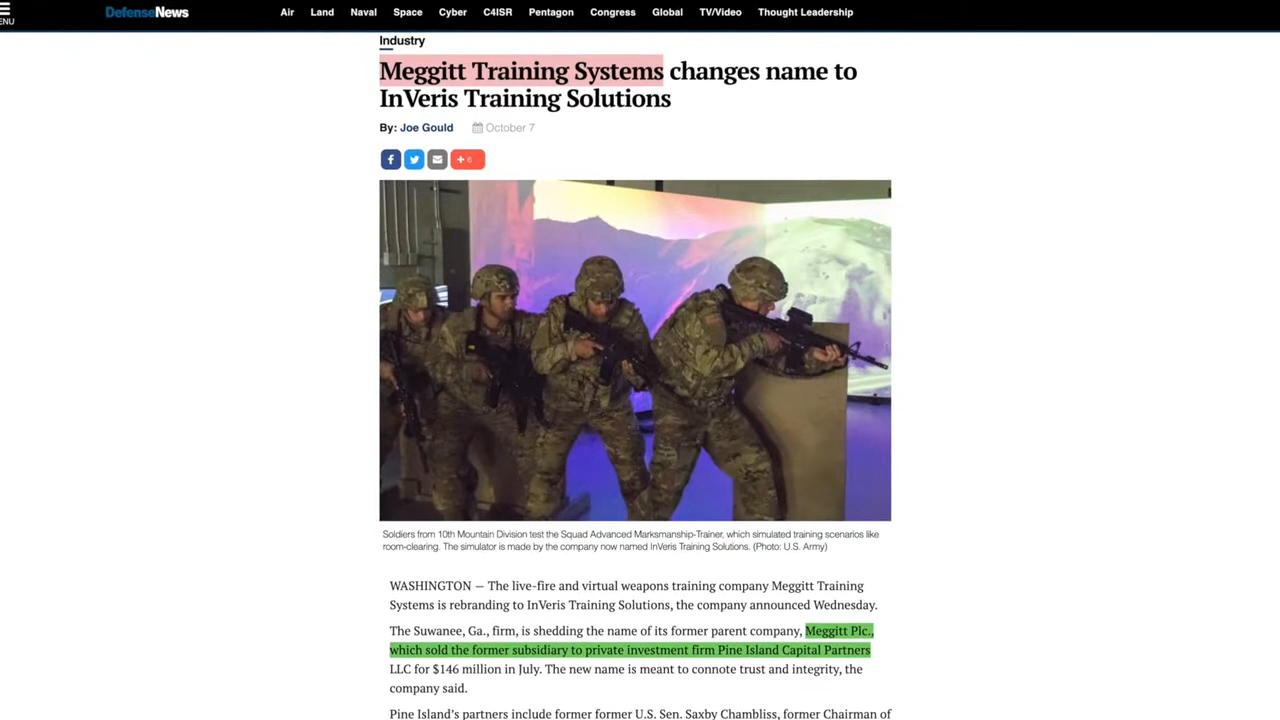 DefenseNews Air Land Naval Space Cyber C4ISR Pentagon Congress Global TV/Video Thought Leadership
ENU
Industry
Meggitt Training Systems changes name to
InVeris Training Solutions
By: Joe Gould October 7
+ 6
Soldiers from 10th Mountain Division test the Squad Advanced Marksmanship-Trainer, which simulated training scenarios like
room-clearing. The simulator is made by the company now named InVeris Training Solutions. (Photo: U.S. Army)
WASHINGTON — The live-fire and virtual weapons training company Meggitt Training
Systems is rebranding to InVeris Training Solutions, the company announced Wednesday.
The Suwanee, Ga., firm, is shedding the name of its former parent company, Meggitt Plc.,
which sold the former subsidiary to private investment firm Pine Island Capital Partners
LLC for $146 million in July. The new name is meant to connote trust and integrity, the
company said.
Pine Island's partners include former former U.S. Sen. Saxby Chambliss, former Chairman of